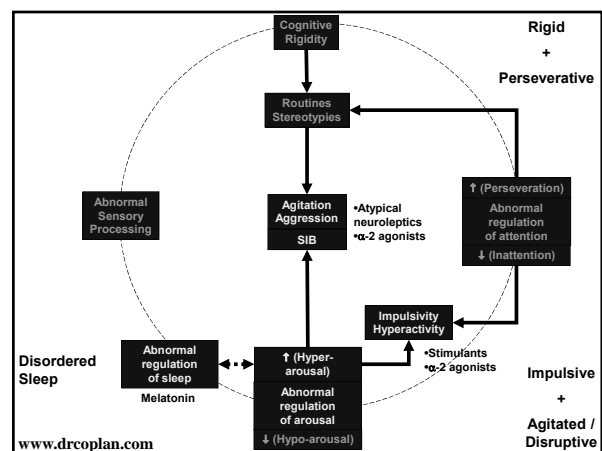 Cognitive
Rigidity
Rigid
+
Perseverative
Routines
Stereotypies
Abnormal
Sensory
Processing
Agitation
Aggression
SIB
•Atypical
neuroleptics
•α-2 agonists
↑ (Perseveration)
Abnormal
regulation
of attention
↓ (Inattention)
Impulsivity
Hyperactivity
•Stimulants
•α-2 agonists
Disordered
Sleep
Abnormal
regulation
of sleep
Melatonin
↑ (Hyper-
arousal)
Abnormal
regulation
of arousal
↓ (Hypo-arousal)
Impulsive
+
Agitated /
Disruptive
www.drcoplan.com